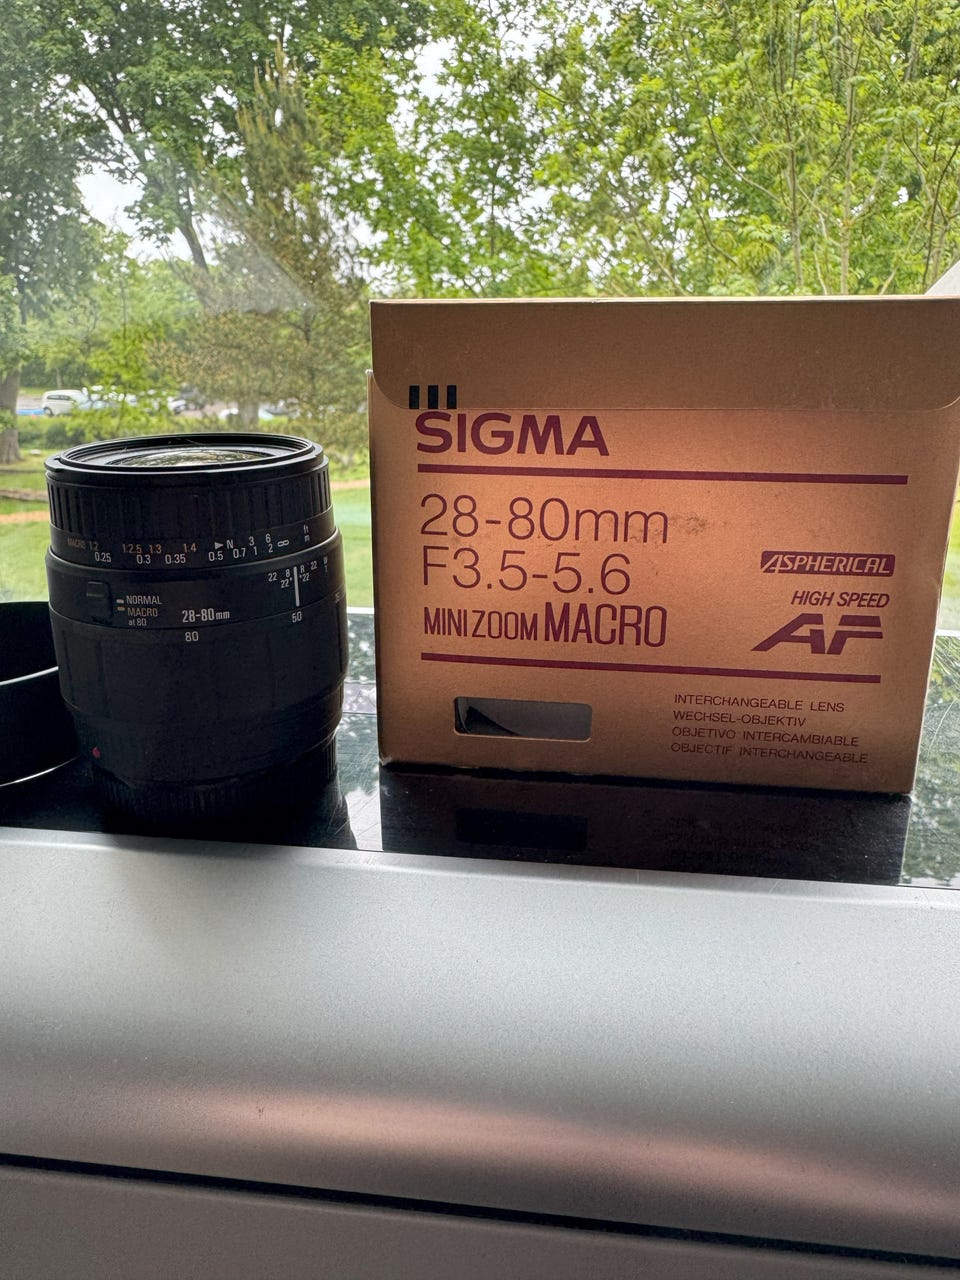 SIGMA
28-80mm
F3.5-5.6
MINI ZOOM MACRO
ASPHERICAL
HIGH SPEED
AF
INTERCHANGEABLE LENS
WECHSEL-OBJEKTIV
OBJETIVO INTERCAMBIABLE
OBJECTIF INTERCHANGEABLE
MACRO 1:2 1:2.5 1:3 1:4 ▶N 3 6 ∞ ft
0.25 0.3 0.35 0.5 0.7 1 2 m
22 8 R 22 W
22 22 T
NORMAL
MACRO
at 80
28-80mm
80 50